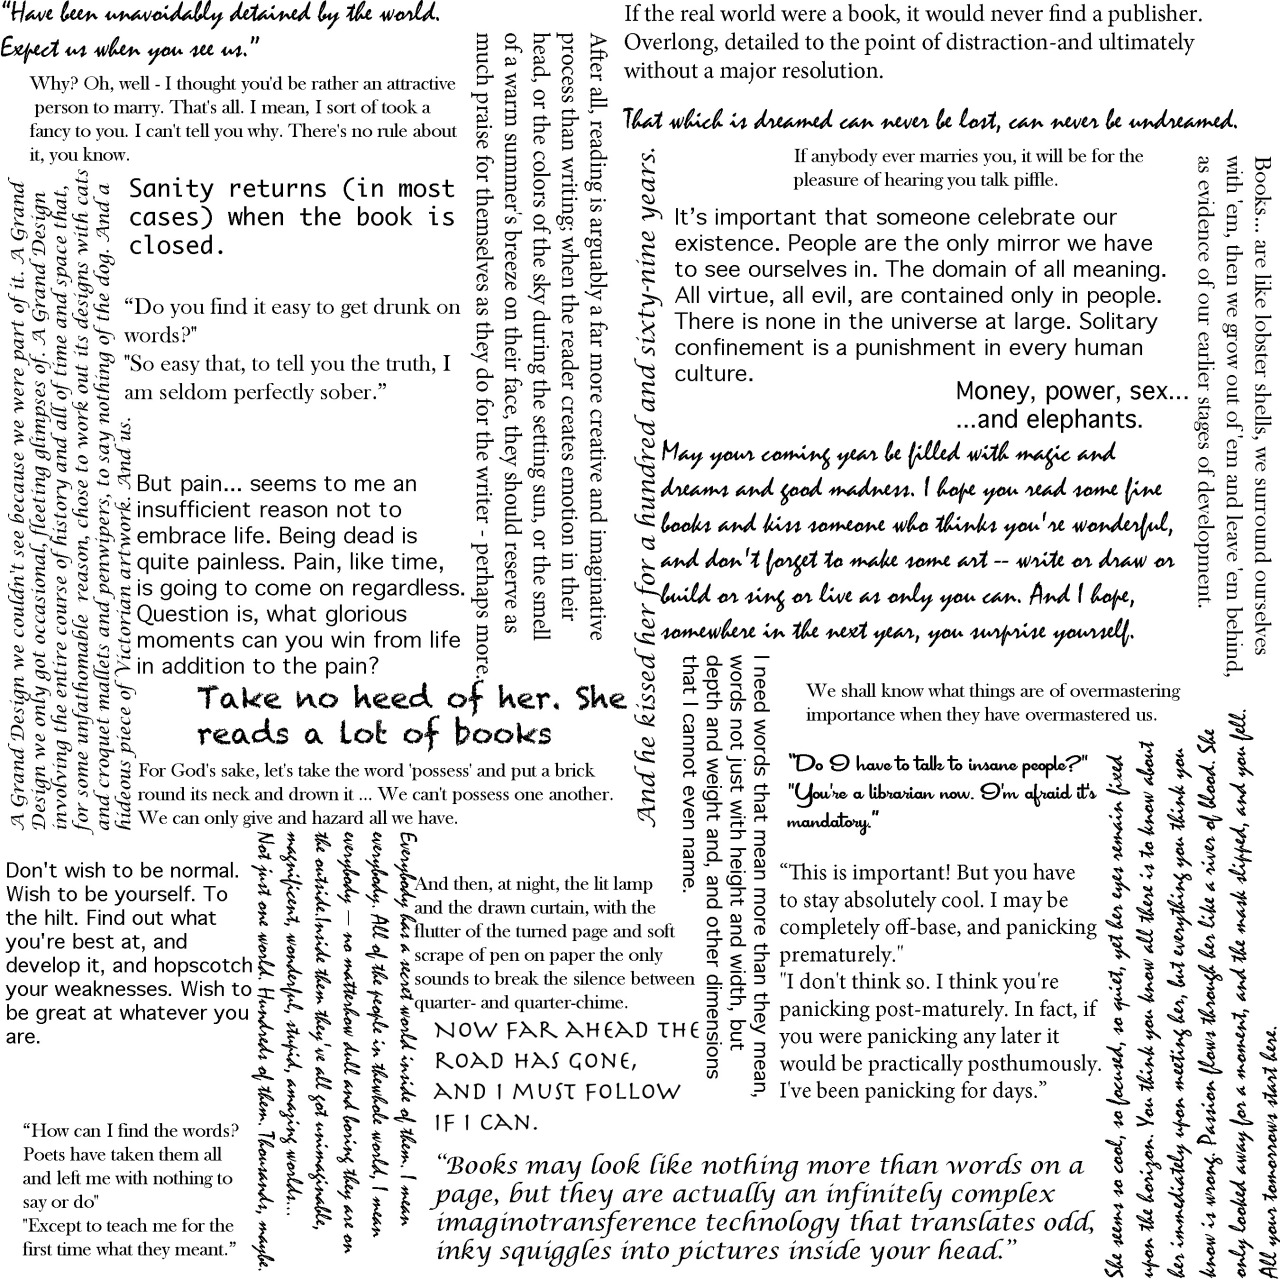 “Have been unavoidably detained by the world.
Expect us when you see us.”
Why? Oh, well - I thought you'd be rather an attractive
person to marry. That's all. I mean, I sort of took a
fancy to you. I can't tell you why. There's no rule about
it, you know.
If the real world were a book, it would never find a publisher.
Overlong, detailed to the point of distraction-and ultimately
without a major resolution.
That which is dreamed can never be lost, can never be undreamed.
After all, reading is arguably a far more creative and imaginative
process than writing; when the reader creates emotion in their
head, or the colors of the sky during the setting sun, or the smell
of a warm summer's breeze on their face, they should reserve as
much praise for themselves as they do for the writer - perhaps more.
If anybody ever marries you, it will be for the
pleasure of hearing you talk piffle.
Books... are like lobster shells, we surround ourselves
with 'em, then we grow out of 'em and leave 'em behind,
as evidence of our earlier stages of development.
A Grand Design we couldn't see because we were part of it. A Grand
Design we only got occasional, fleeting glimpses of. A Grand Design
involving the entire course of history and all of time and space that,
for some unfathomable reason, chose to work out its designs with cats
and croquet mallets and penwipers, to say nothing of the dog. And a
hideous piece of Victorian artwork. And us.
Sanity returns (in most
cases) when the book is
closed.
“Do you find it easy to get drunk on
words?"
"So easy that, to tell you the truth, I
am seldom perfectly sober.”
And he kissed her for a hundred and sixty-nine years.
It’s important that someone celebrate our
existence. People are the only mirror we have
to see ourselves in. The domain of all meaning.
All virtue, all evil, are contained only in people.
There is none in the universe at large. Solitary
confinement is a punishment in every human
culture.
Money, power, sex...
...and elephants.
But pain... seems to me an
insufficient reason not to
embrace life. Being dead is
quite painless. Pain, like time,
is going to come on regardless.
Question is, what glorious
moments can you win from life
in addition to the pain?
May your coming year be filled with magic and
dreams and good madness. I hope you read some fine
books and kiss someone who thinks you're wonderful,
and don't forget to make some art -- write or draw or
build or sing or live as only you can. And I hope,
somewhere in the next year, you surprise yourself.
Take no heed of her. She
reads a lot of books
I need words that mean more than they mean,
words not just with height and width, but
depth and weight and, and other dimensions
that I cannot even name.
We shall know what things are of overmastering
importance when they have overmastered us.
For God's sake, let's take the word 'possess' and put a brick
round its neck and drown it ... We can't possess one another.
We can only give and hazard all we have.
"Do I have to talk to insane people?"
"You're a librarian now. I'm afraid it's
mandatory.”
She seems so cool, so focused, so quiet, yet her eyes remain fixed
upon the horizon. You think you know all there is to know about
her immediately upon meeting her, but everything you think you
know is wrong. Passion flows through her like a river of blood. She
only looked away for a moment, and the mask slipped, and you fell.
All your tomorrows start here.
Don't wish to be normal.
Wish to be yourself. To
the hilt. Find out what
you're best at, and
develop it, and hopscotch
your weaknesses. Wish to
be great at whatever you
are.
Everybody has a secret world inside of them. I mean
everybody. All of the people in thewhole world, I mean
everybody — no matterhow dull and boring they are on
the outside.Inside them they've all got unimaginable,
magnificent, wonderful, stupid, amazing worlds...
Not just one world. Hundreds of them. Thousands, maybe.
And then, at night, the lit lamp
and the drawn curtain, with the
flutter of the turned page and soft
scrape of pen on paper the only
sounds to break the silence between
quarter- and quarter-chime.
“This is important! But you have
to stay absolutely cool. I may be
completely off-base, and panicking
prematurely."
"I don't think so. I think you're
panicking post-maturely. In fact, if
you were panicking any later it
would be practically posthumously.
I've been panicking for days.”
NOW FAR AHEAD THE
ROAD HAS GONE,
AND I MUST FOLLOW
IF I CAN.
“How can I find the words?
Poets have taken them all
and left me with nothing to
say or do"
"Except to teach me for the
first time what they meant.”
“Books may look like nothing more than words on a
page, but they are actually an infinitely complex
imaginotransference technology that translates odd,
inky squiggles into pictures inside your head.”